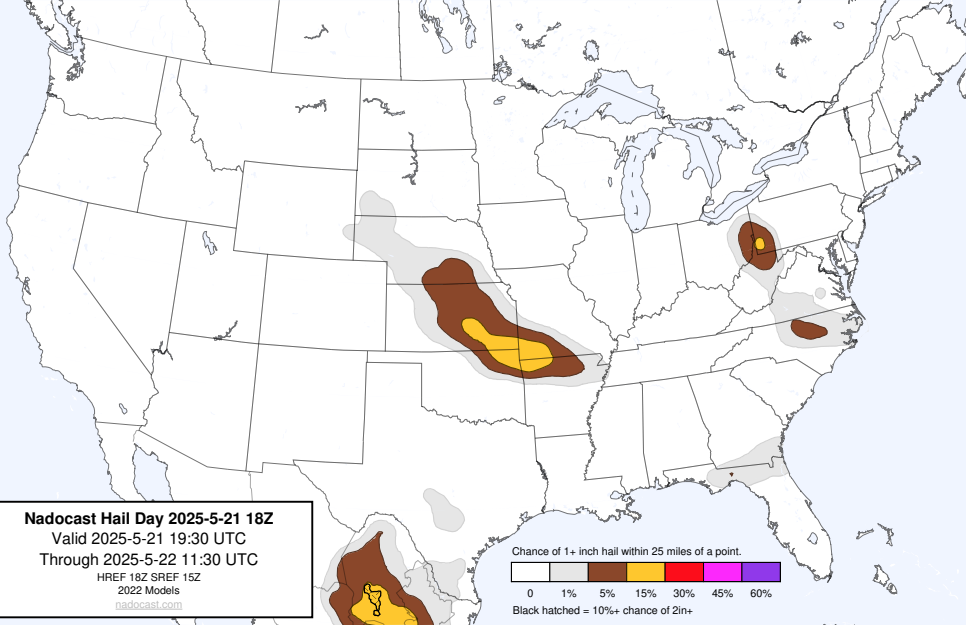 Nadocast Hail Day 2025-5-21 18Z
Valid 2025-5-21 19:30 UTC
Through 2025-5-22 11:30 UTC
HREF 18Z SREF 15Z
2022 Models
nadocast.com
Chance of 1+ inch hail within 25 miles of a point.
0 1% 5% 15% 30% 45% 60%
Black hatched = 10%+ chance of 2in+